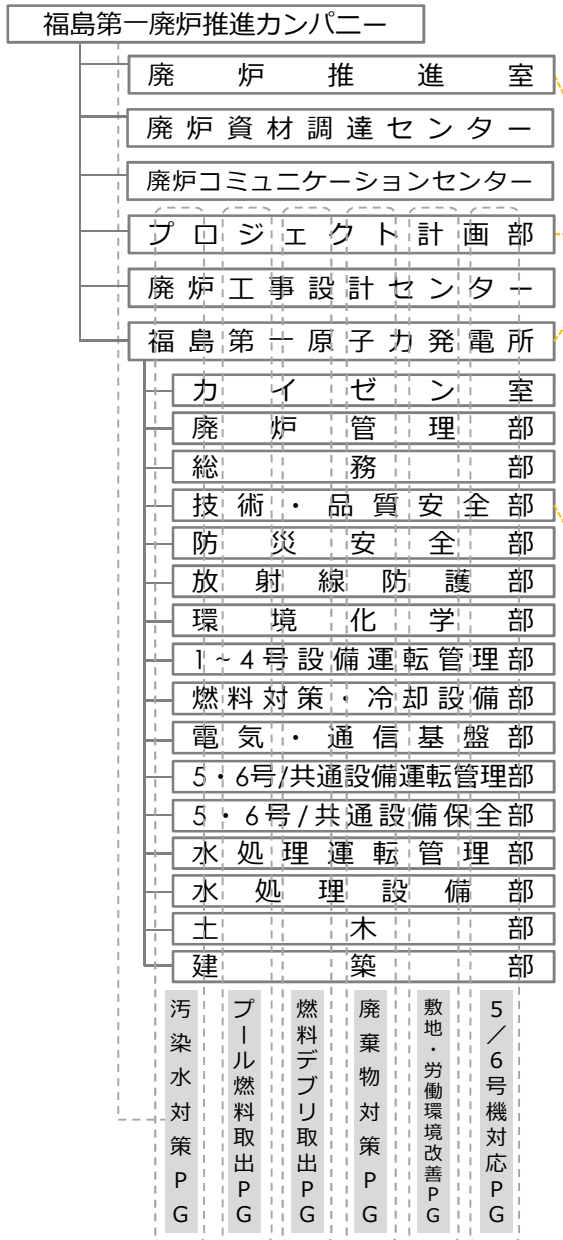 福島第一廃炉推進カンパニー
廃炉推進室
廃炉資材調達センター
廃炉コミュニケーションセンター
プロジェクト計画部
廃炉工事設計センター
福島第一原子力発電所
カイゼン室
廃炉管理部
総務部
技術・品質安全部
防災安全部
放射線防護部
環境化学部
1~4号設備運転管理部
燃料対策・冷却設備部
電気・通信基盤部
5・6号/共通設備運転管理部
5・6号/共通設備保全部
水処理運転管理部
水処理設備部
土木部
建築部
汚染水対策PG
プール燃料取出PG
燃料デブリ取出PG
廃棄物対策PG
敷地・労働環境改善PG
5/6号機対応PG